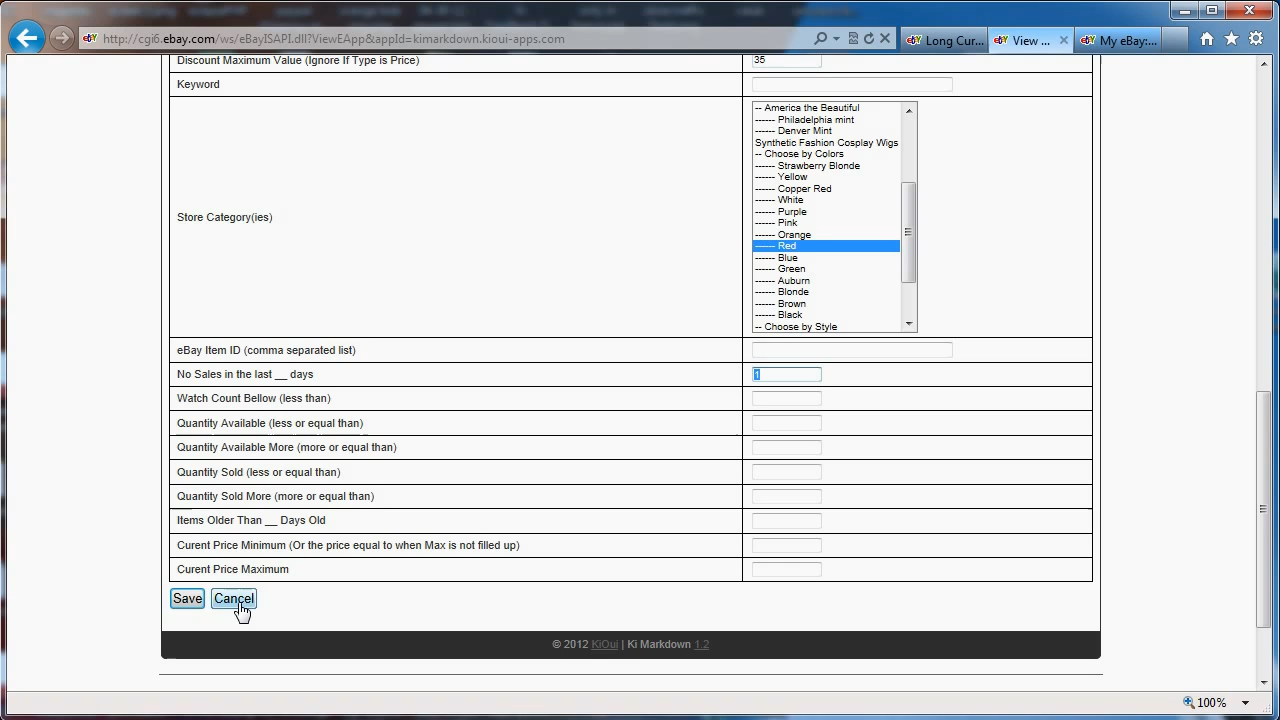 http://cgi6.ebay.com/ws/eBayISAPI.dll?ViewEApp&appId=kimarkdown.kioui-apps.com
Long Cur...
View ...
My eBay:...
Discount Maximum Value (Ignore If Type is Price)
35
Keyword
-- America the Beautiful
------ Philadelphia mint
------ Denver Mint
Synthetic Fashion Cosplay Wigs
-- Choose by Colors
------ Strawberry Blonde
------ Yellow
------ Copper Red
------ White
------ Purple
------ Pink
------ Orange
------ Red
------ Blue
------ Green
------ Auburn
------ Blonde
------ Brown
------ Black
-- Choose by Style
Store Category(ies)
eBay Item ID (comma separated list)
No Sales in the last __ days
1
Watch Count Bellow (less than)
Quantity Available (less or equal than)
Quantity Available More (more or equal than)
Quantity Sold (less or equal than)
Quantity Sold More (more or equal than)
Items Older Than __ Days Old
Curent Price Minimum (Or the price equal to when Max is not filled up)
Curent Price Maximum
Save
Cancel
© 2012 KiOui | Ki Markdown 1.2
100%